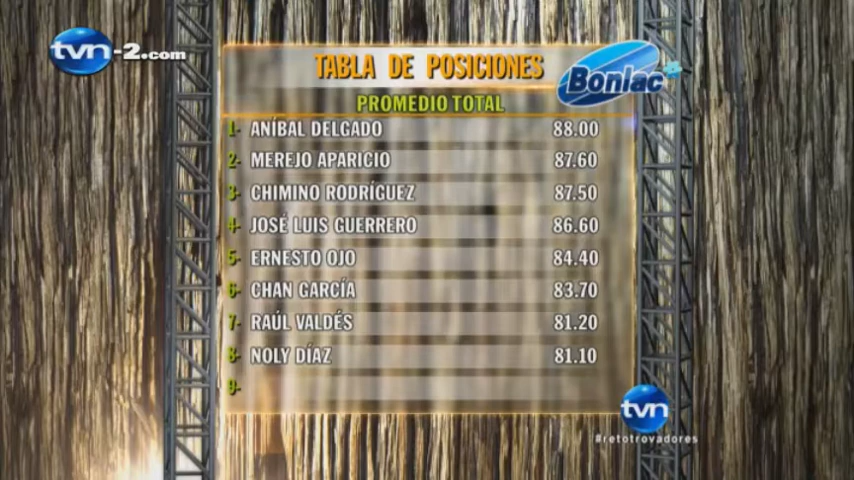 tvn-2.com
TABLA DE POSICIONES
Bonlac
PROMEDIO TOTAL
1- ANÍBAL DELGADO 88.00
2- MEREJO APARICIO 87.60
3- CHIMINO RODRÍGUEZ 87.50
4- JOSÉ LUIS GUERRERO 86.60
5- ERNESTO OJO 84.40
6- CHAN GARCÍA 83.70
7- RAÚL VALDÉS 81.20
8- NOLY DÍAZ 81.10
9-
tvn
#retotrovadores